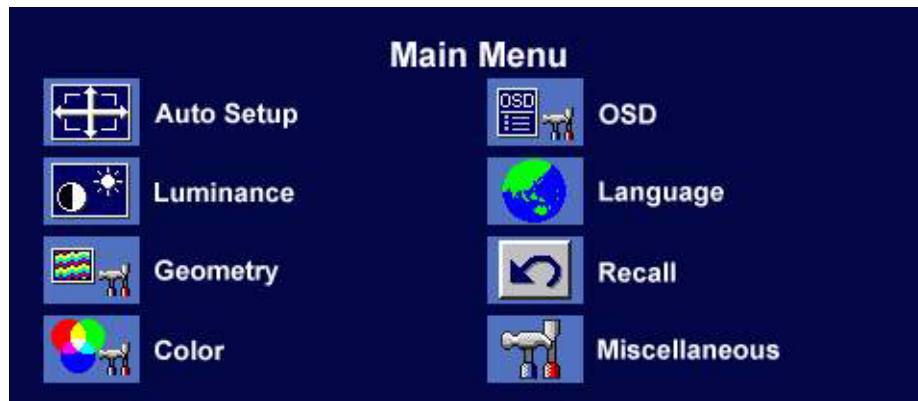 Main Menu
Auto Setup
OSD
OSD
Luminance
Language
Geometry
Recall
Color
Miscellaneous